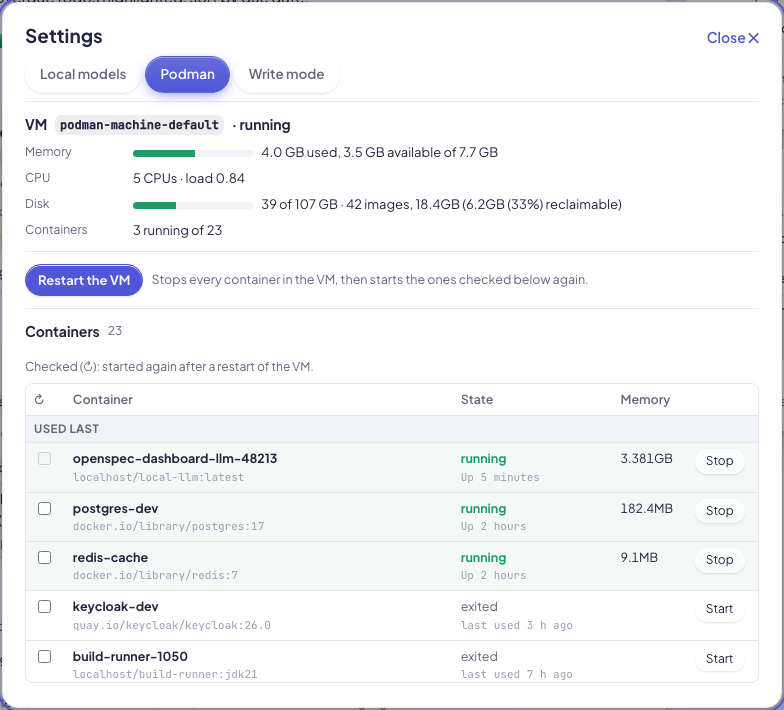 Settings
Close ✕
Local models
Podman
Write mode
VM podman-machine-default · running
Memory 4.0 GB used, 3.5 GB available of 7.7 GB
CPU 5 CPUs · load 0.84
Disk 39 of 107 GB · 42 images, 18.4GB (6.2GB (33%) reclaimable)
Containers 3 running of 23
Restart the VM Stops every container in the VM, then starts the ones checked below again.
Containers 23
Checked (↻): started again after a restart of the VM.
↻ Container State Memory
USED LAST
openspec-dashboard-llm-48213 running 3.381GB Stop
localhost/local-llm:latest Up 5 minutes
postgres-dev running 182.4MB Stop
docker.io/library/postgres:17 Up 2 hours
redis-cache running 9.1MB Stop
docker.io/library/redis:7 Up 2 hours
keycloak-dev exited Start
quay.io/keycloak/keycloak:26.0 last used 3 h ago
build-runner-1050 exited Start
localhost/build-runner:jdk21 last used 7 h ago